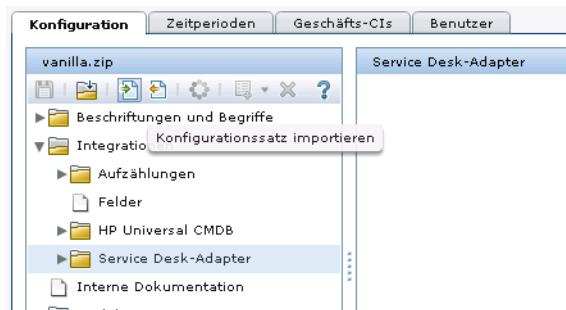 Konfiguration Zeitperioden Geschäfts-CIs Benutzer
vanilla.zip
Service Desk-Adapter
?
Beschriftungen und Begriffe
Konfigurationssatz importieren
Aufzählungen
Felder
HP Universal CMDB
Service Desk-Adapter
Interne Dokumentation